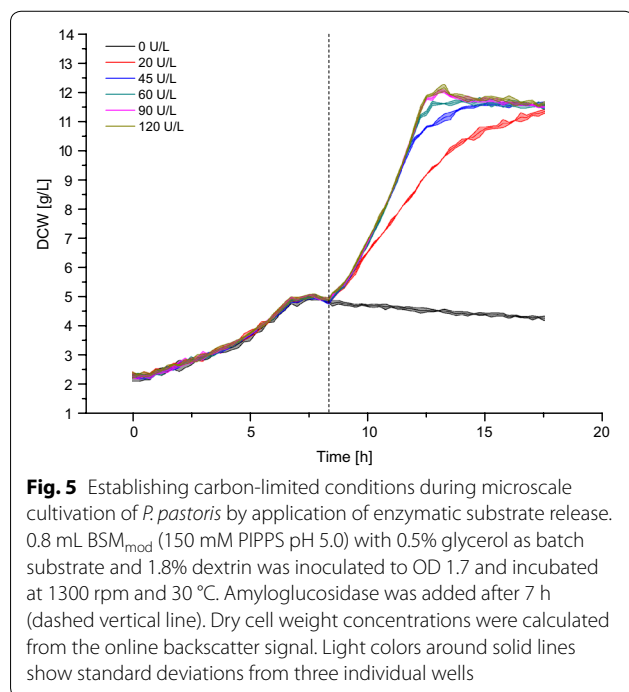 14
13
12
11
10
9
8
7
6
5
4
3
2
1
DCW [g/L]
0 U/L
20 U/L
45 U/L
60 U/L
90 U/L
120 U/L
0 5 10 15 20
Time [h]
Fig. 5 Establishing carbon-limited conditions during microscale
cultivation of P. pastoris by application of enzymatic substrate release.
0.8 mL BSMmod (150 mM PIPPS pH 5.0) with 0.5% glycerol as batch
substrate and 1.8% dextrin was inoculated to OD 1.7 and incubated
at 1300 rpm and 30 °C. Amyloglucosidase was added after 7 h
(dashed vertical line). Dry cell weight concentrations were calculated
from the online backscatter signal. Light colors around solid lines
show standard deviations from three individual wells